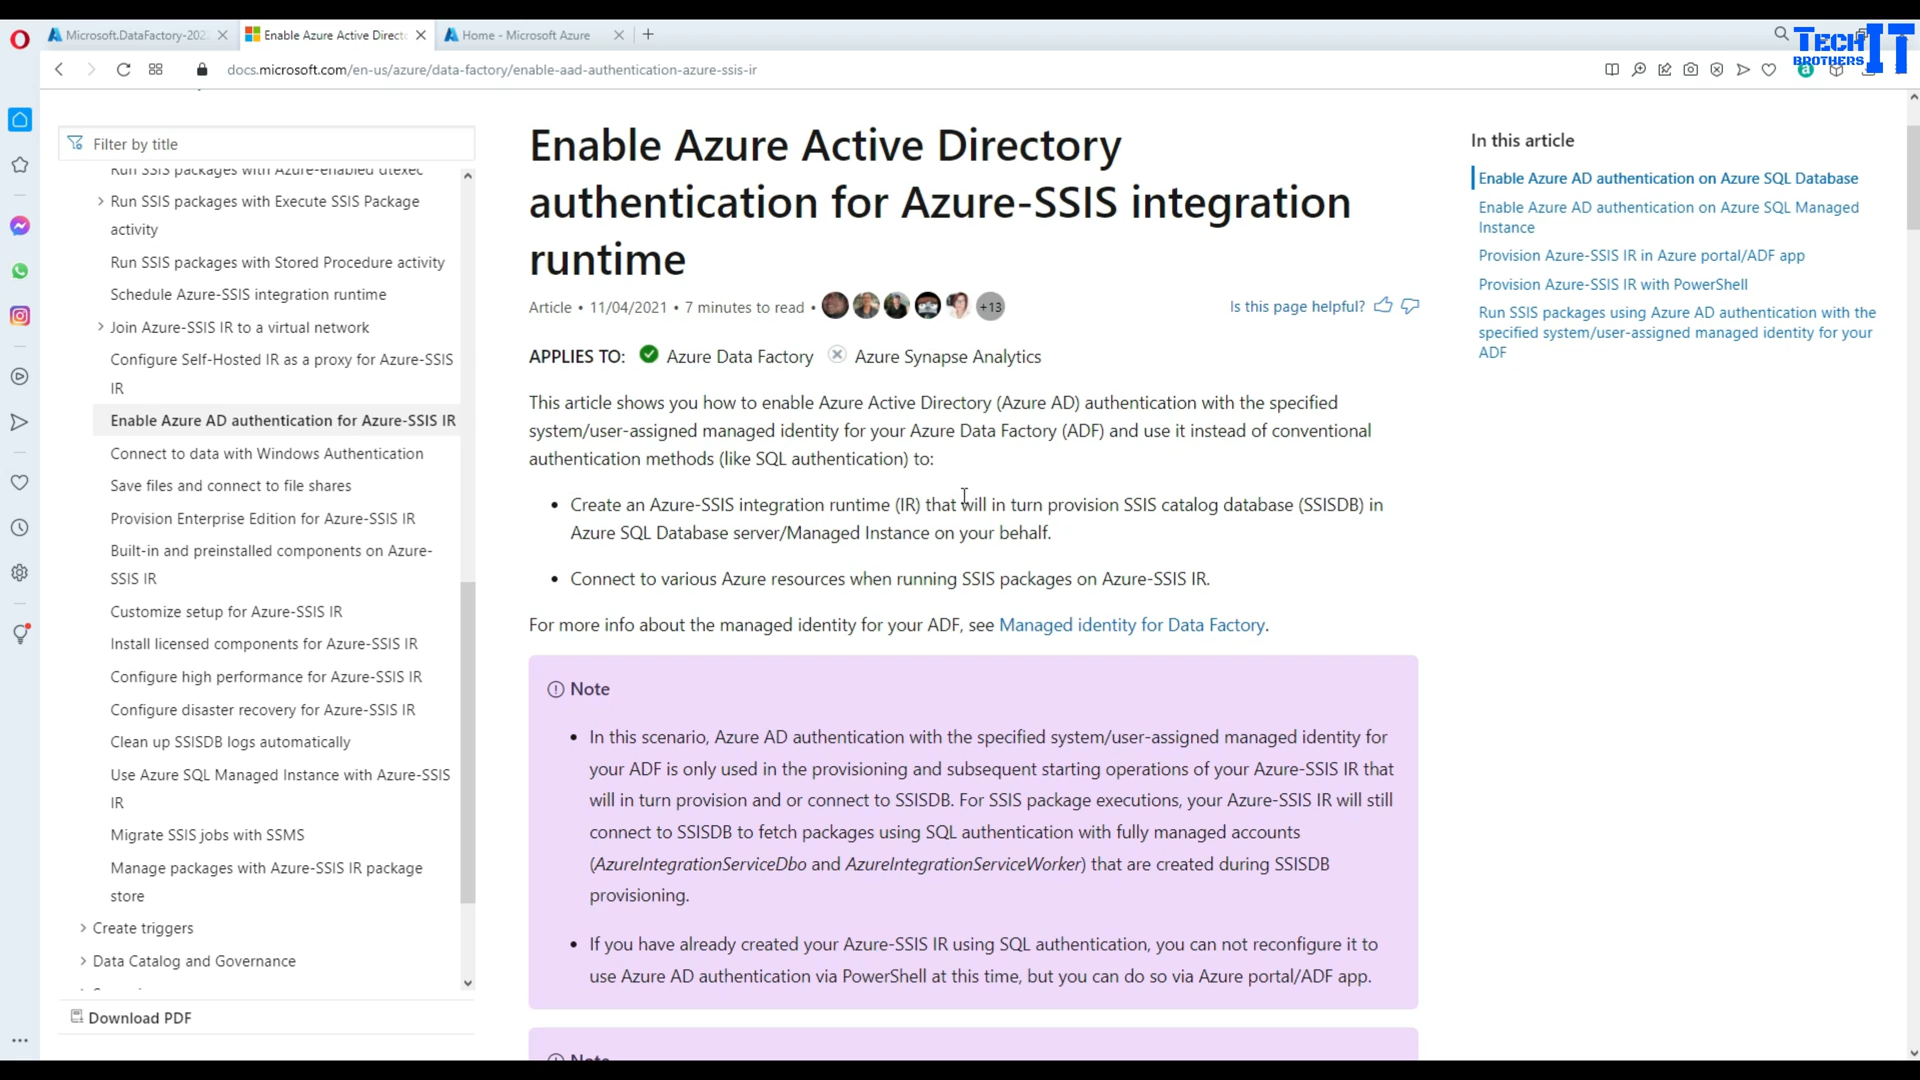 Microsoft.DataFactory-202
Enable Azure Active Directo
Home - Microsoft Azure
TECH IT
BROTHERS
docs.microsoft.com/en-us/azure/data-factory/enable-aad-authentication-azure-ssis-ir
Filter by title
Run SSIS packages with Azure-enabled dtexec
Run SSIS packages with Execute SSIS Package
activity
Run SSIS packages with Stored Procedure activity
Schedule Azure-SSIS integration runtime
Join Azure-SSIS IR to a virtual network
Configure Self-Hosted IR as a proxy for Azure-SSIS
IR
Enable Azure AD authentication for Azure-SSIS IR
Connect to data with Windows Authentication
Save files and connect to file shares
Provision Enterprise Edition for Azure-SSIS IR
Built-in and preinstalled components on Azure-
SSIS IR
Customize setup for Azure-SSIS IR
Install licensed components for Azure-SSIS IR
Configure high performance for Azure-SSIS IR
Configure disaster recovery for Azure-SSIS IR
Clean up SSISDB logs automatically
Use Azure SQL Managed Instance with Azure-SSIS
IR
Migrate SSIS jobs with SSMS
Manage packages with Azure-SSIS IR package
store
Create triggers
Data Catalog and Governance
Download PDF
Enable Azure Active Directory
authentication for Azure-SSIS integration
runtime
Article • 11/04/2021 • 7 minutes to read • +13
Is this page helpful?
APPLIES TO: Azure Data Factory Azure Synapse Analytics
This article shows you how to enable Azure Active Directory (Azure AD) authentication with the specified
system/user-assigned managed identity for your Azure Data Factory (ADF) and use it instead of conventional
authentication methods (like SQL authentication) to:
• Create an Azure-SSIS integration runtime (IR) that will in turn provision SSIS catalog database (SSISDB) in
Azure SQL Database server/Managed Instance on your behalf.
• Connect to various Azure resources when running SSIS packages on Azure-SSIS IR.
For more info about the managed identity for your ADF, see Managed identity for Data Factory.
Note
• In this scenario, Azure AD authentication with the specified system/user-assigned managed identity for
your ADF is only used in the provisioning and subsequent starting operations of your Azure-SSIS IR that
will in turn provision and or connect to SSISDB. For SSIS package executions, your Azure-SSIS IR will still
connect to SSISDB to fetch packages using SQL authentication with fully managed accounts
(AzureIntegrationServiceDbo and AzureIntegrationServiceWorker) that are created during SSISDB
provisioning.
• If you have already created your Azure-SSIS IR using SQL authentication, you can not reconfigure it to
use Azure AD authentication via PowerShell at this time, but you can do so via Azure portal/ADF app.
Note
In this article
Enable Azure AD authentication on Azure SQL Database
Enable Azure AD authentication on Azure SQL Managed
Instance
Provision Azure-SSIS IR in Azure portal/ADF app
Provision Azure-SSIS IR with PowerShell
Run SSIS packages using Azure AD authentication with the
specified system/user-assigned managed identity for your
ADF